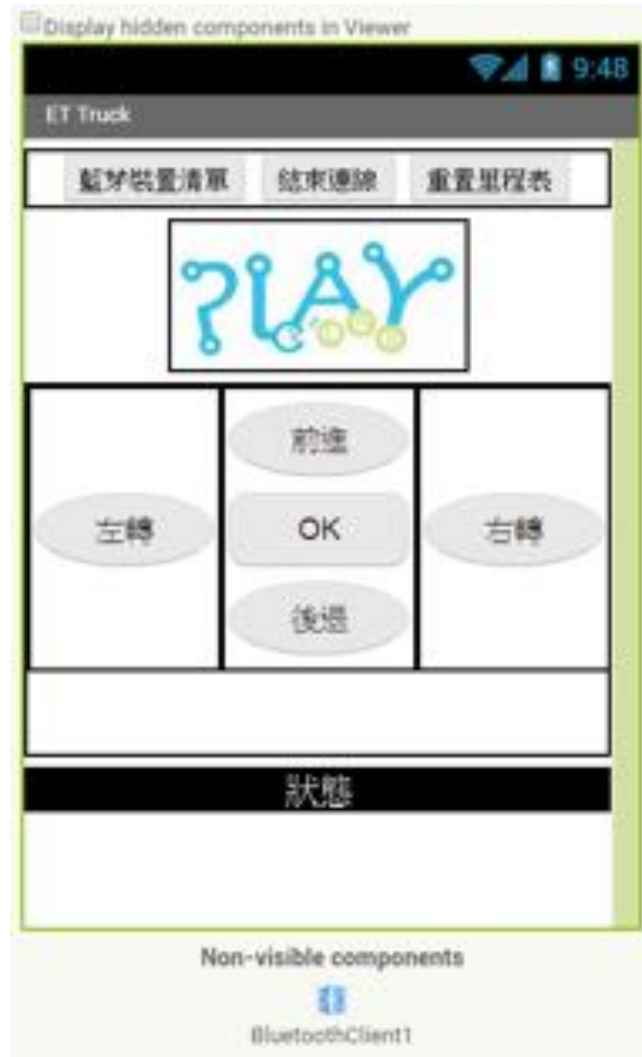 Display hidden components in Viewer
9:48
ET Truck
藍芽裝置清單 結束連線 重置里程表
PLAY
前進
左轉 OK 右轉
後退
狀態
Non-visible components
BluetoothClient1